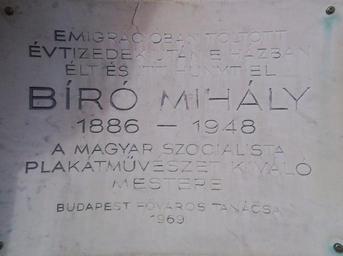 EMIGRÁCIÓBAN TÖLTÖTT
ÉVTIZEDEK UTÁN E HÁZBAN
ÉLT ÉS ITT HUNYT EL
BÍRÓ MIHÁLY
1886 – 1948
A MAGYAR SZOCIALISTA
PLAKÁTMŰVÉSZET KIVÁLÓ
MESTERE
BUDAPEST FŐVÁROS TANÁCSA
1969